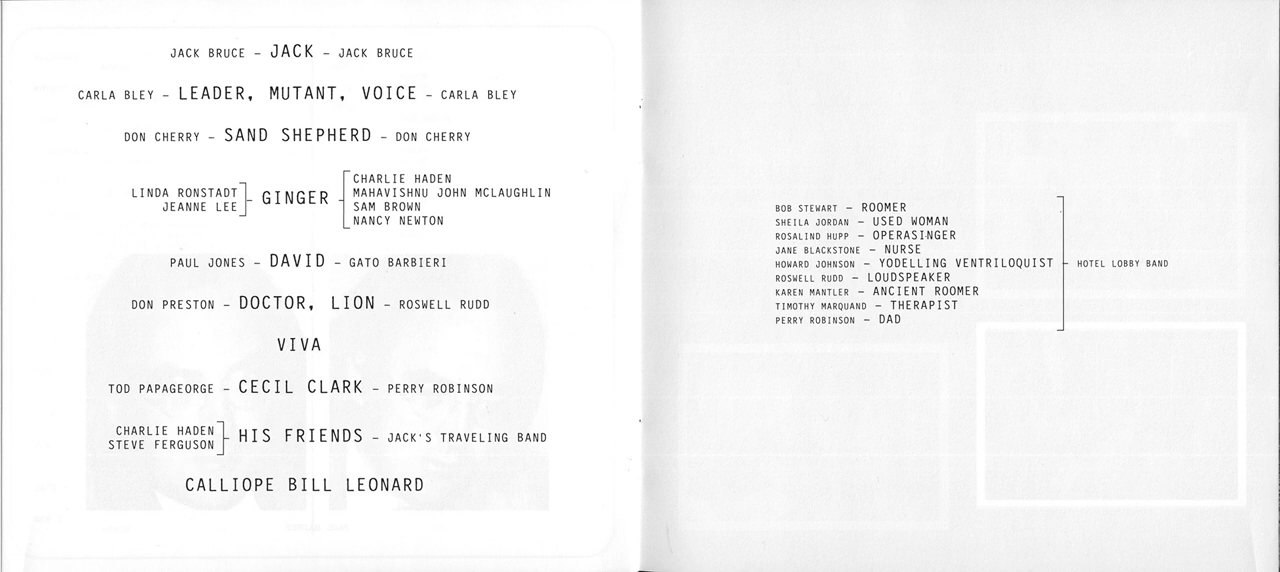 JACK BRUCE – JACK – JACK BRUCE
CARLA BLEY – LEADER, MUTANT, VOICE – CARLA BLEY
DON CHERRY – SAND SHEPHERD – DON CHERRY
LINDA RONSTADT
JEANNE LEE
GINGER
CHARLIE HADEN
MAHAVISHNU JOHN MCLAUGHLIN
SAM BROWN
NANCY NEWTON
PAUL JONES – DAVID – GATO BARBIERI
DON PRESTON – DOCTOR, LION – ROSWELL RUDD
VIVA
TOD PAPAGEORGE – CECIL CLARK – PERRY ROBINSON
CHARLIE HADEN
STEVE FERGUSON
HIS FRIENDS – JACK'S TRAVELING BAND
CALLIOPE BILL LEONARD
BOB STEWART – ROOMER
SHEILA JORDAN – USED WOMAN
ROSALIND HUPP – OPERASINGER
JANE BLACKSTONE – NURSE
HOWARD JOHNSON – YODELLING VENTRILOQUIST – HOTEL LOBBY BAND
ROSWELL RUDD – LOUDSPEAKER
KAREN MANTLER – ANCIENT ROOMER
TIMOTHY MARQUAND – THERAPIST
PERRY ROBINSON – DAD